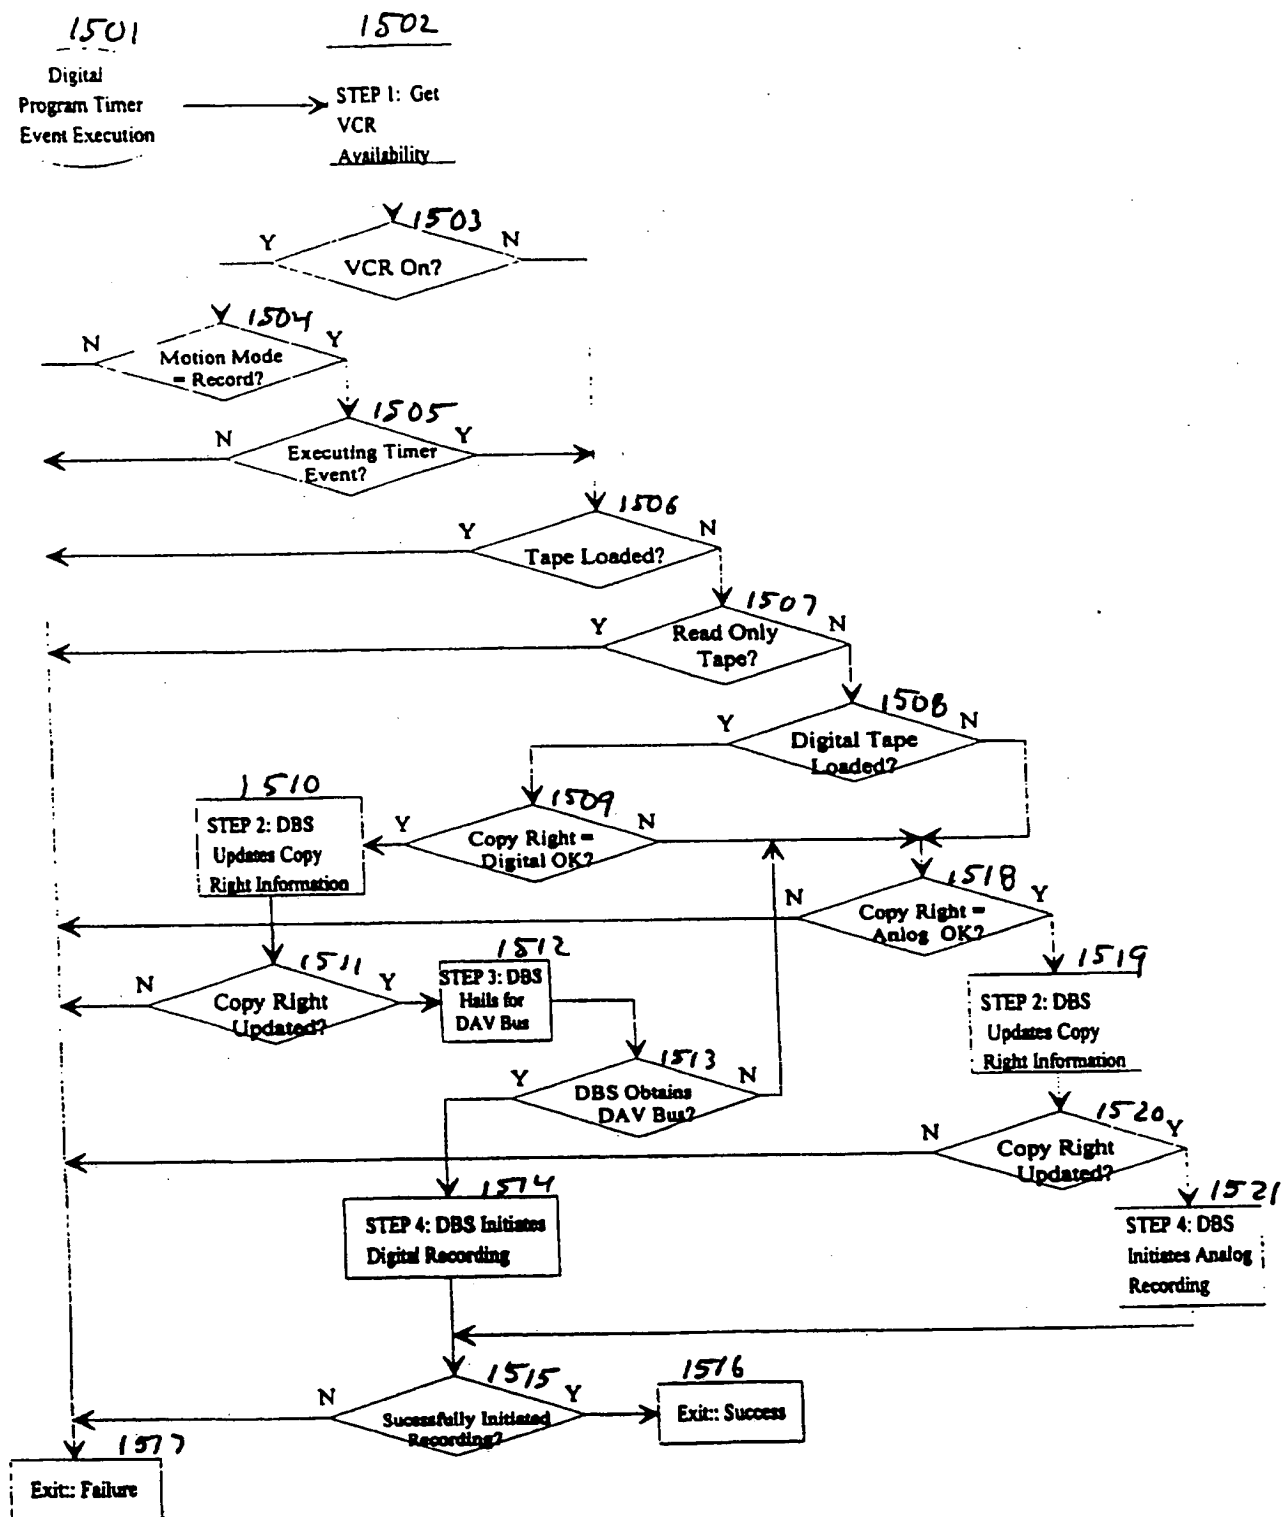 1501
1502
Digital
Program Timer
Event Execution
STEP 1: Get
VCR
Availability
1503
Y
N
VCR On?
1504
N
Y
Motion Mode
= Record?
1505
N
Y
Executing Timer
Event?
1506
Y
N
Tape Loaded?
1507
Y
N
Read Only
Tape?
1508
Y
N
Digital Tape
Loaded?
1510
STEP 2: DBS
Updates Copy
Right Information
1509
Y
N
Copy Right =
Digital OK?
1518
N
Y
Copy Right =
Anlog OK?
1511
N
Y
Copy Right
Updated?
1512
STEP 3: DBS
Hails for
DAV Bus
1519
STEP 2: DBS
Updates Copy
Right Information
1513
Y
N
DBS Obtains
DAV Bus?
1520
N
Y
Copy Right
Updated?
1514
STEP 4: DBS Initiates
Digital Recording
1521
STEP 4: DBS
Initiates Analog
Recording
1515
N
Y
Sucessfully Initiated
Recording?
1516
Exit:: Success
1517
Exit:: Failure